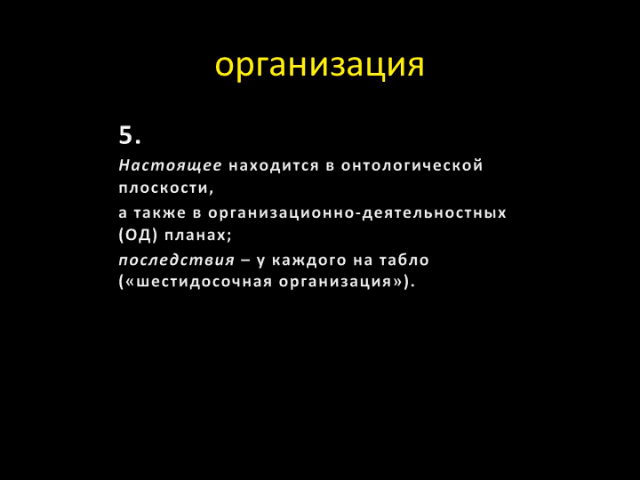 организация
5.
Настоящее находится в онтологической
плоскости,
а также в организационно-деятельностных
(ОД) планах;
последствия – у каждого на табло
(«шестидосочная организация»).